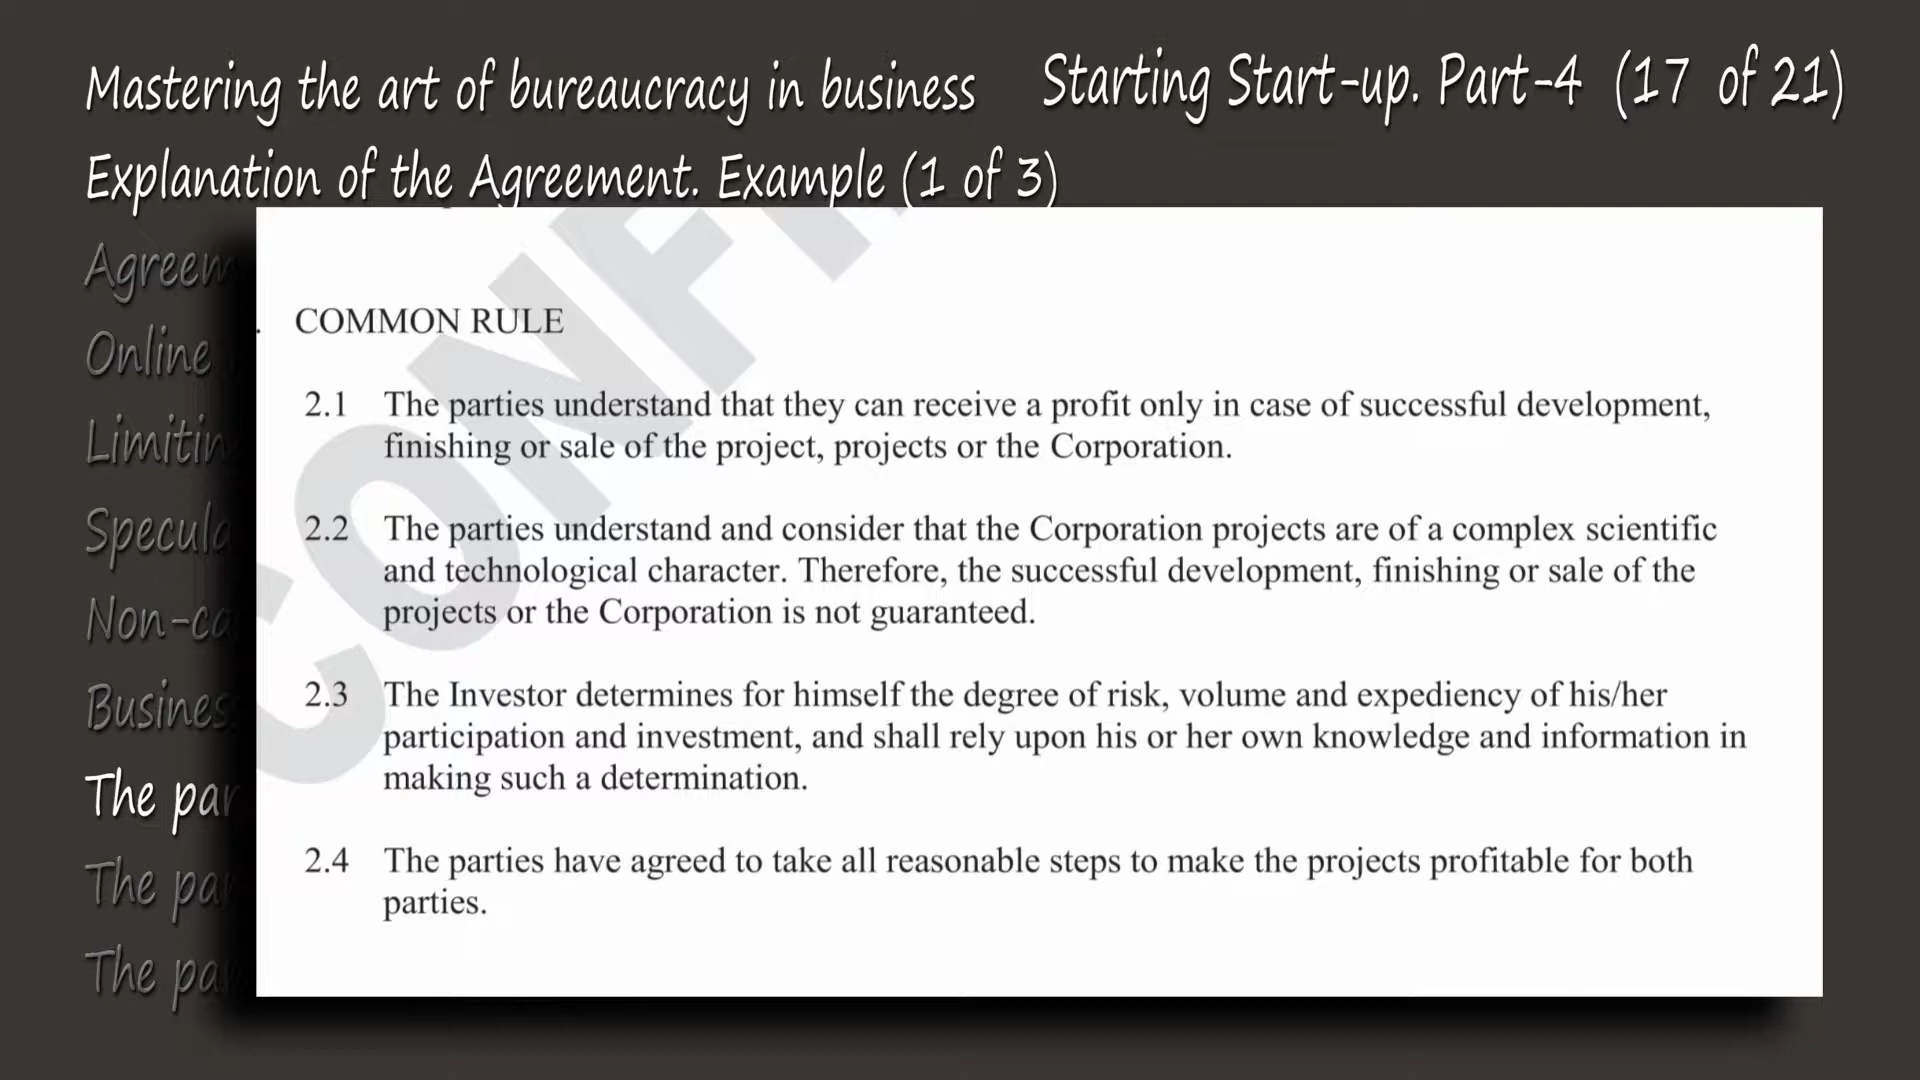 Mastering the art of bureaucracy in business Starting Start-up. Part-4 (17 of 21)
Explanation of the Agreement. Example (1 of 3)
Online
The
The
The
COMMON RULE
2.1 The parties understand that they can receive a profit only in case of successful development,
finishing or sale of the project, projects or the Corporation.
2.2 The parties understand and consider that the Corporation projects are of a complex scientific
and technological character. Therefore, the successful development, finishing or sale of the
projects or the Corporation is not guaranteed.
2.3 The Investor determines for himself the degree of risk, volume and expediency of his/her
participation and investment, and shall rely upon his or her own knowledge and information in
making such a determination.
2.4 The parties have agreed to take all reasonable steps to make the projects profitable for both
parties.